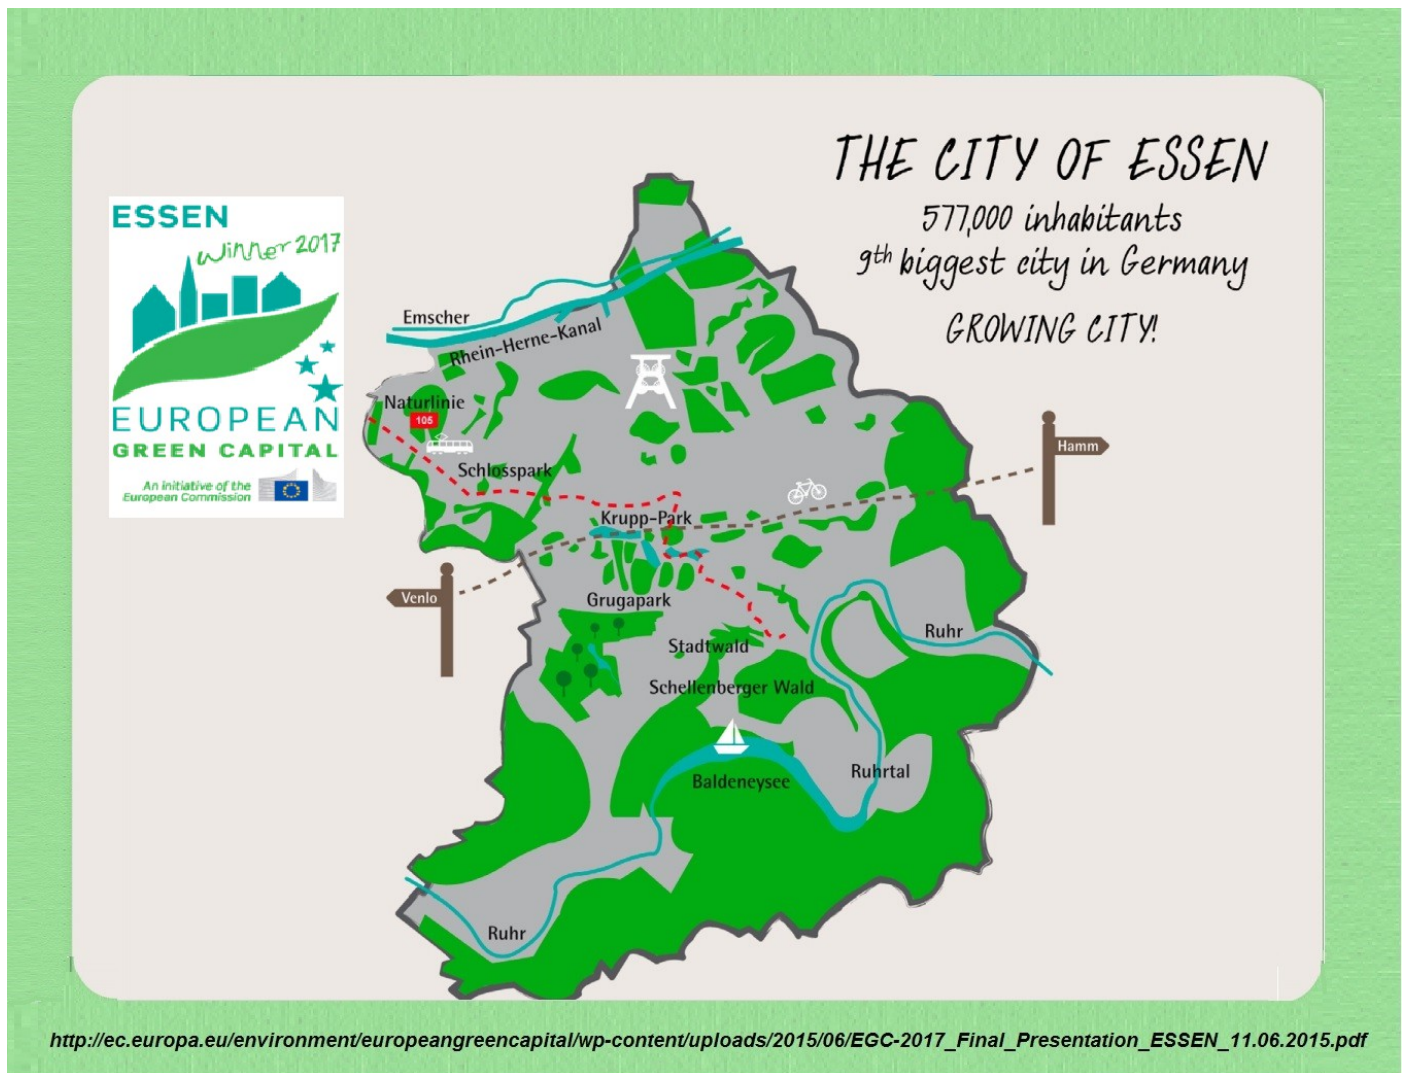 THE CITY OF ESSEN
577,000 inhabitants
9th biggest city in Germany
GROWING CITY!
ESSEN
Winner 2017
EUROPEAN
GREEN CAPITAL
An initiative of the
European Commission
Emscher
Rhein-Herne-Kanal
Naturlinie
105
Schlosspark
Hamm
Krupp-Park
Venlo
Grugapark
Ruhr
Stadtwald
Schellenberger Wald
Ruhrtal
Baldeneysee
Ruhr
http://ec.europa.eu/environment/europeangreencapital/wp-content/uploads/2015/06/EGC-2017_Final_Presentation_ESSEN_11.06.2015.pdf